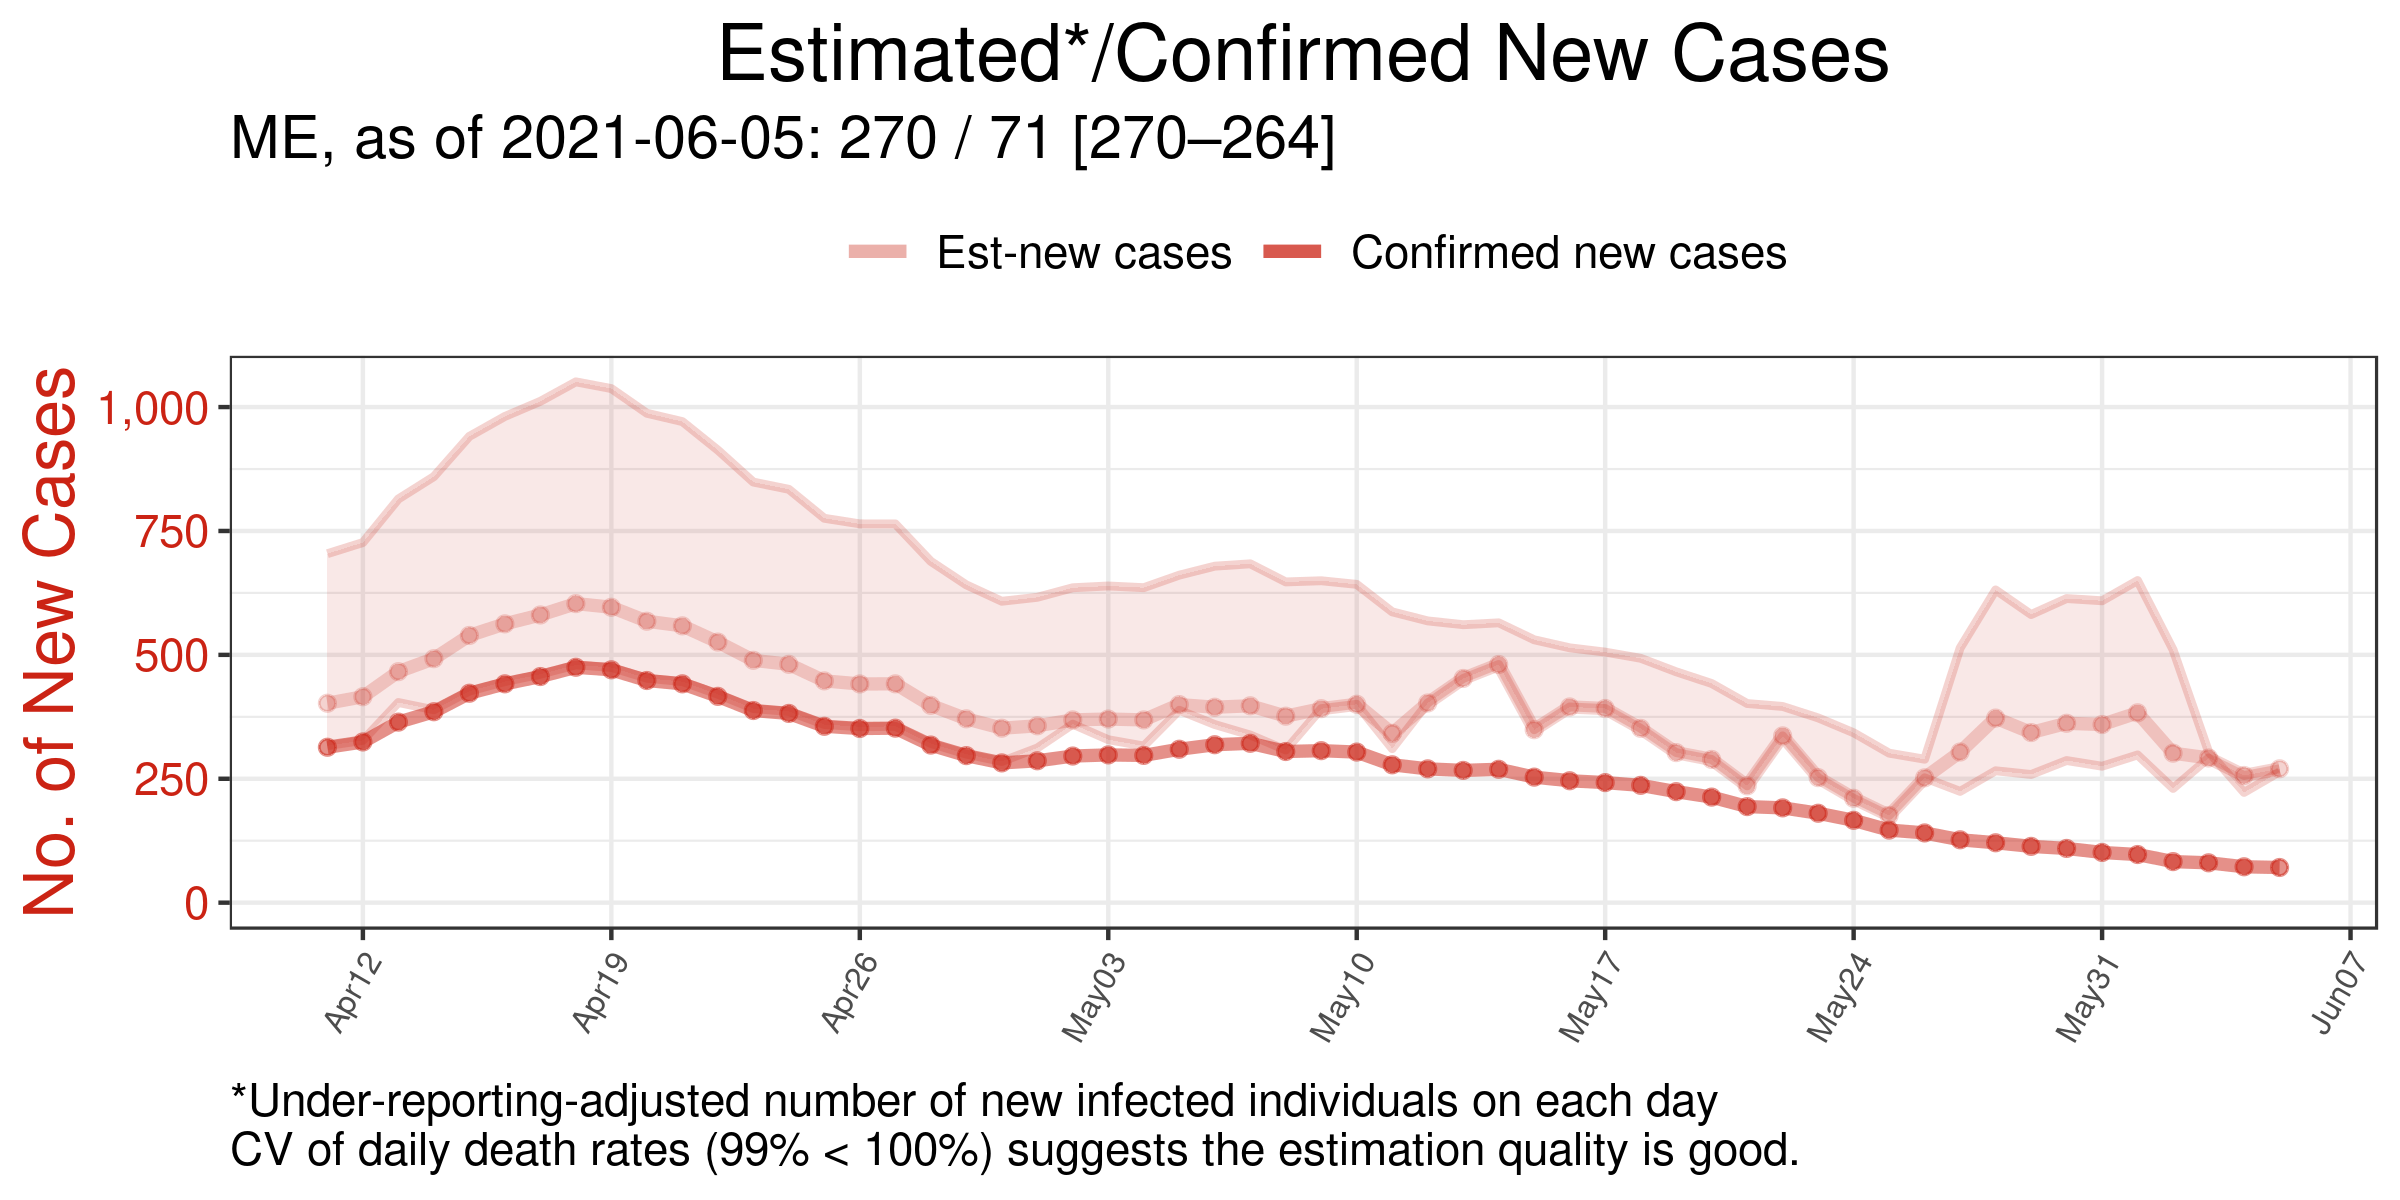 Estimated*/Confirmed New Cases
ME, as of 2021-06-05: 270 / 71 [270–264]
Est-new cases
Confirmed new cases
No. of New Cases
1,000
750
500
250
0
Apr12
Apr19
Apr26
May03
May10
May17
May24
May31
Jun07
*Under-reporting-adjusted number of new infected individuals on each day
CV of daily death rates (99% < 100%) suggests the estimation quality is good.